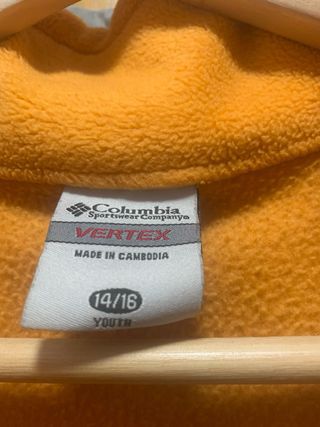 Columbia
Sportswear Company®
VERTEX
MADE IN CAMBODIA
14/16
YOUTH